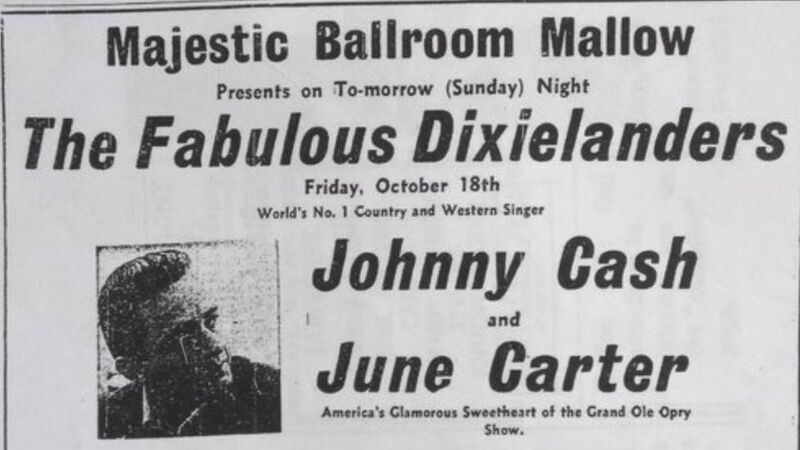 Majestic Ballroom Mallow
Presents on To-morrow (Sunday) Night
The Fabulous Dixielanders
Friday, October 18th
World's No. 1 Country and Western Singer
Johnny Cash
and
June Carter
America's Glamorous Sweetheart of the Grand Ole Opry
Show.